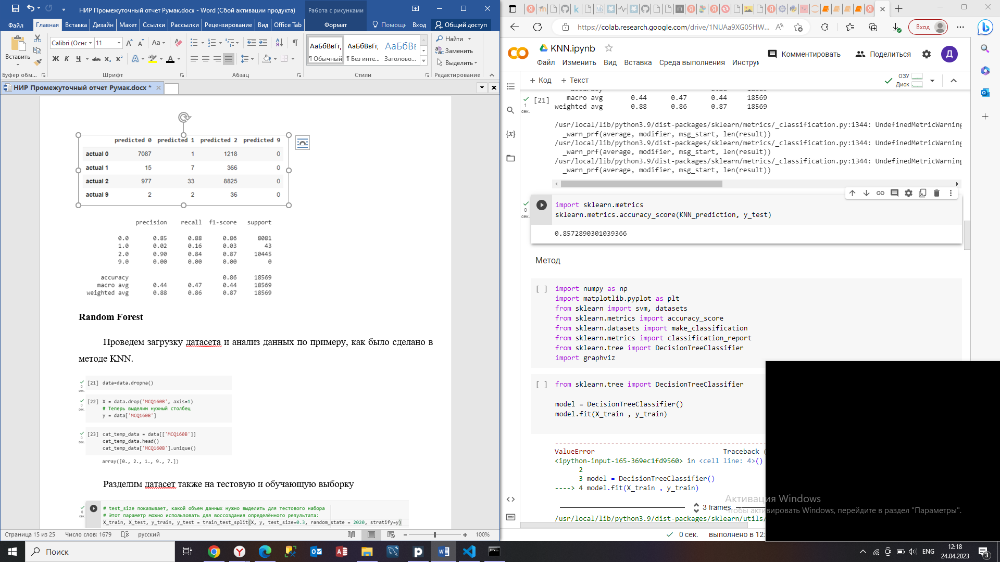 НИР Промежуточный отчет Румак.docx - Word (Сбой активации продукта)
Работа с рисунками
Файл Главная Вставка Дизайн Макет Ссылки Рассылки Рецензирование Вид Office Tab Формат Помощь Вход Общий доступ
Вставить
Calibri (Оснс 11
Ж К Ч abc x₂ x²
АаБбВвГг, АаБбВвГг, АаБбВвІ
¶ Обычный ¶ Без инте... Заголово...
Найти
Заменить
Выделить
Буфер обм... Шрифт Абзац Стили Редактирование
НИР Промежуточный отчет Румак.docx *
predicted 0 predicted 1 predicted 2 predicted 9
actual 0 7087 1 1218 0
actual 1 15 7 366 0
actual 2 977 33 8825 0
actual 9 2 2 36 0
precision recall f1-score support
0.0 0.85 0.88 0.86 8081
1.0 0.02 0.16 0.03 43
2.0 0.90 0.84 0.87 10445
9.0 0.00 0.00 0.00 0
accuracy 0.86 18569
macro avg 0.44 0.47 0.44 18569
weighted avg 0.88 0.86 0.87 18569
Random Forest
Проведем загрузку датасета и анализ данных по примеру, как было сделано в
методе KNN.
[21] data=data.dropna()
[22] X = data.drop('MCQ160B', axis=1)
# Теперь выделим нужный столбец
y = data['MCQ160B']
[23] cat_temp_data = data[['MCQ160B']]
cat_temp_data.head()
cat_temp_data['MCQ160B'].unique()
array([0., 2., 1., 9., 7.])
Разделим датасет также на тестовую и обучающую выборку
# test_size показывает, какой объем данных нужно выделить для тестового набора
# Этот параметр можно использовать для воссоздания определённого результата:
X_train, X_test, y_train, y_test = train_test_split(X, y, test_size=0.3, random_state = 2020, stratify=y)
Страница 15 из 25 Число слов: 1679 русский 100%
https://colab.research.google.com/drive/1NUAa9XG05HW...
Вход
KNN.ipynb
Комментировать Поделиться Д
Файл Изменить Вид Вставка Среда выполнения Инструм
+ Код + Текст
ОЗУ
Диск
[21]
1
сек.
macro avg 0.44 0.47 0.44 18569
weighted avg 0.88 0.86 0.87 18569
/usr/local/lib/python3.9/dist-packages/sklearn/metrics/_classification.py:1344: UndefinedMetricWarning
_warn_prf(average, modifier, msg_start, len(result))
/usr/local/lib/python3.9/dist-packages/sklearn/metrics/_classification.py:1344: UndefinedMetricWarning
_warn_prf(average, modifier, msg_start, len(result))
/usr/local/lib/python3.9/dist-packages/sklearn/metrics/_classification.py:1344: UndefinedMetricWarning
_warn_prf(average, modifier, msg_start, len(result))
0
сек.
import sklearn.metrics
sklearn.metrics.accuracy_score(KNN_prediction, y_test)
0.8572890301039366
Метод
[ ] import numpy as np
import matplotlib.pyplot as plt
from sklearn import svm, datasets
from sklearn.metrics import accuracy_score
from sklearn.datasets import make_classification
from sklearn.metrics import classification_report
from sklearn.tree import DecisionTreeClassifier
import graphviz
[ ] from sklearn.tree import DecisionTreeClassifier
model = DecisionTreeClassifier()
model.fit(X_train , y_train)
ValueError Traceback (
<ipython-input-165-369ec1fd9560> in <cell line: 4>()
2
3 model = DecisionTreeClassifier()
----> 4 model.fit(X_train , y_train)
3 frames
/usr/local/lib/python3.9/dist-packages/sklearn/utils/
Активация Windows
Чтобы активировать Windows, перейдите в раздел "Параметры".
0 сек. выполнено в 12:
Поиск
ENG
12:18
24.04.2023
3